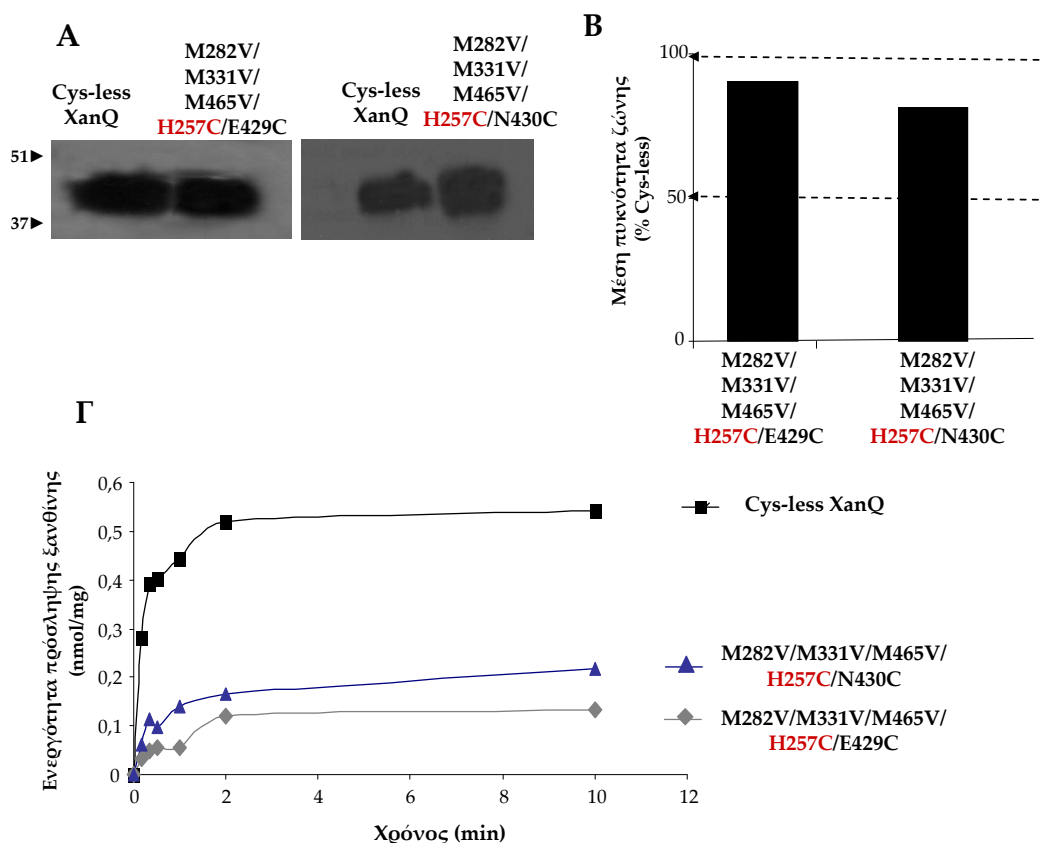 A
Cys-less
XanQ
M282V/
M331V/
M465V/
H257C/E429C
Cys-less
XanQ
M282V/
M331V/
M465V/
H257C/N430C
51
37
B
Μέση πυκνότητα ζώνης
(% Cys-less)
100
50
0
M282V/
M331V/
M465V/
H257C/E429C
M282V/
M331V/
M465V/
H257C/N430C
Γ
Ενεργότητα πρόσληψης ξανθίνης
(nmol/mg)
0,6
0,5
0,4
0,3
0,2
0,1
0
0
2
4
6
8
10
12
Χρόνος (min)
Cys-less XanQ
M282V/M331V/M465V/
H257C/N430C
M282V/M331V/M465V/
H257C/E429C